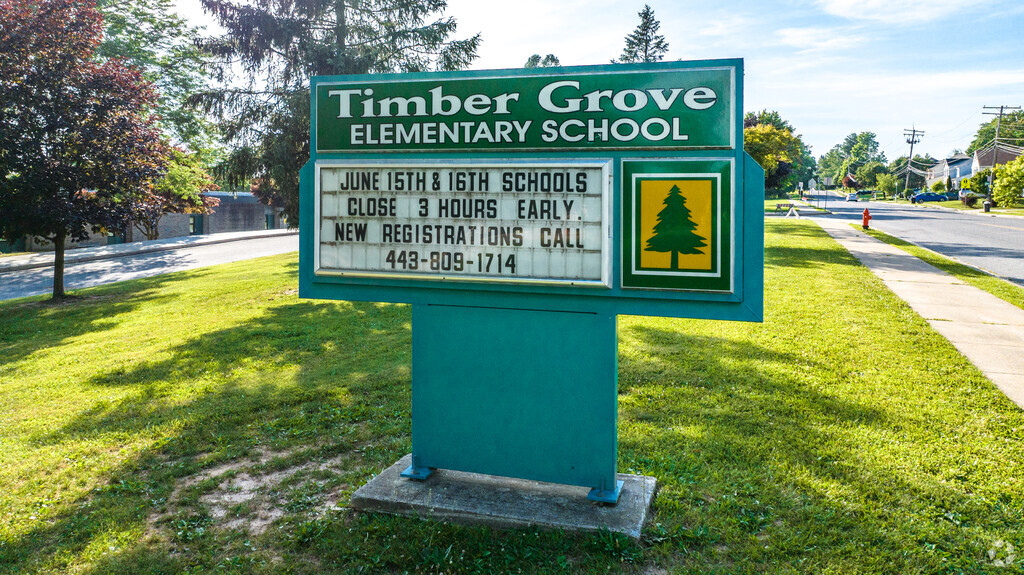 Timber Grove
ELEMENTARY SCHOOL
JUNE 15TH & 16TH SCHOOLS
CLOSE 3 HOURS EARLY.
NEW REGISTRATIONS CALL
443-809-1714